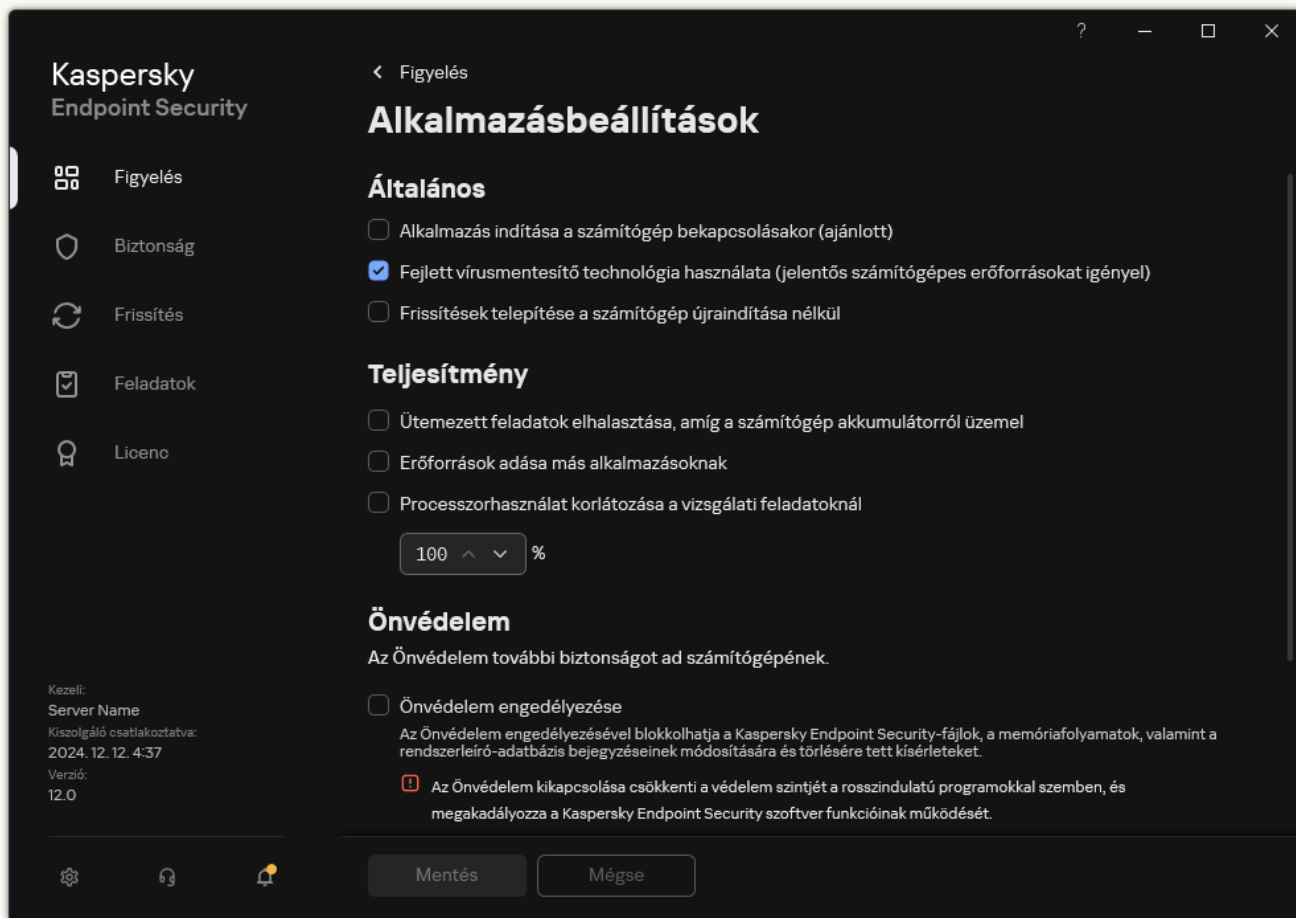 ?
Kaspersky
Endpoint Security
Figyelés
Biztonság
Frissítés
Feladatok
Licenc
Kezeli:
Server Name
Kiszolgáló csatlakoztatva:
2024. 12. 12. 4:37
Verzió:
12.0
Figyelés
Alkalmazásbeállítások
Általános
Alkalmazás indítása a számítógép bekapcsolásakor (ajánlott)
Fejlett vírusmentesítő technológia használata (jelentős számítógépes erőforrásokat igényel)
Frissítések telepítése a számítógép újraindítása nélkül
Teljesítmény
Ütemezett feladatok elhalasztása, amíg a számítógép akkumulátorról üzemel
Erőforrások adása más alkalmazásoknak
Processzorhasználat korlátozása a vizsgálati feladatoknál
100 %
Önvédelem
Az Önvédelem további biztonságot ad számítógépének.
Önvédelem engedélyezése
Az Önvédelem engedélyezésével blokkolhatja a Kaspersky Endpoint Security-fájlok, a memóriafolyamatok, valamint a
rendszerleíró-adatbázis bejegyzéseinek módosítására és törlésére tett kísérleteket.
Az Önvédelem kikapcsolása csökkenti a védelem szintjét a rosszindulatú programokkal szemben, és
megakadályozza a Kaspersky Endpoint Security szoftver funkcióinak működését.
Mentés
Mégse